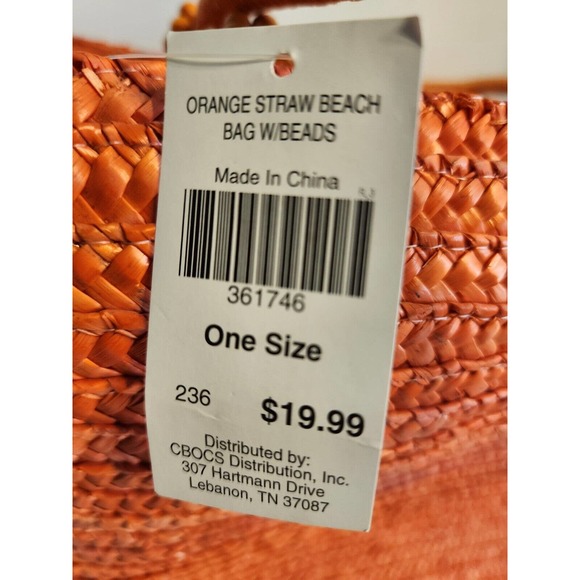 ORANGE STRAW BEACH
BAG W/BEADS
Made In China
361746
One Size
236 $19.99
Distributed by:
CBOCS Distribution, Inc.
307 Hartmann Drive
Lebanon, TN 37087